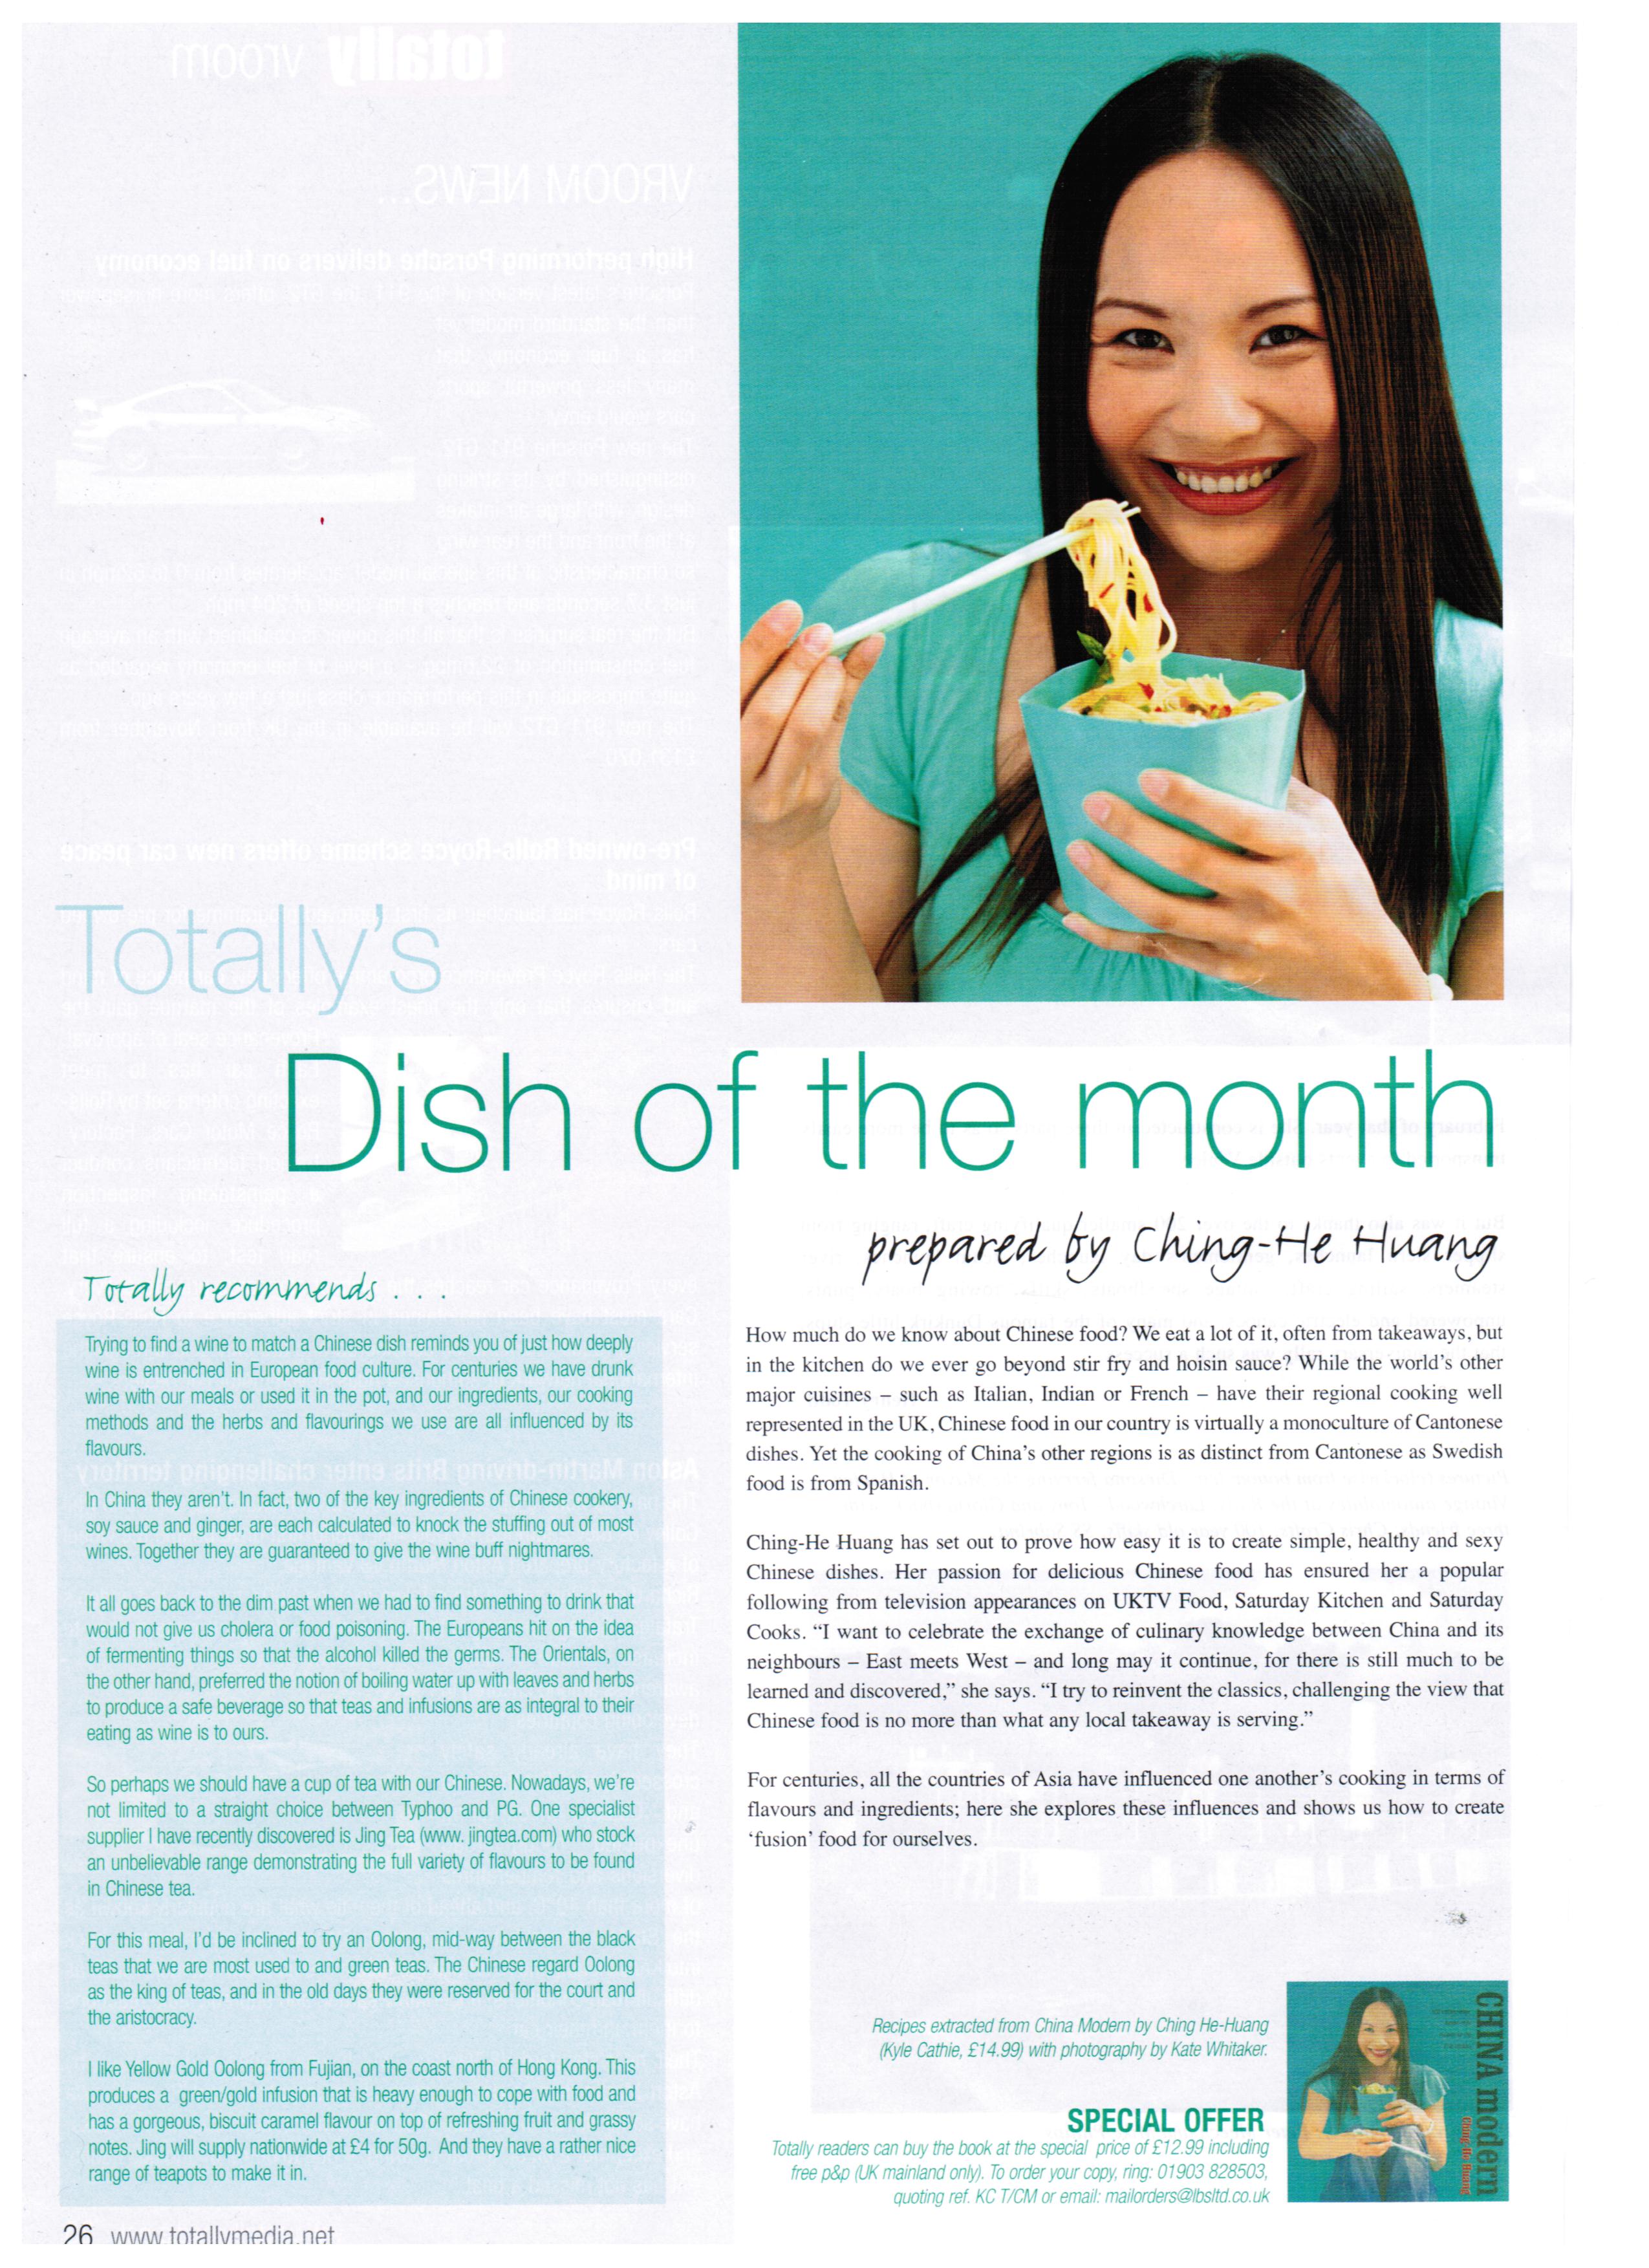 Totally's
Dish of the month
prepared by Ching-He Huang
Totally recommends . . .
Trying to find a wine to match a Chinese dish reminds you of just how deeply
wine is entrenched in European food culture. For centuries we have drunk
wine with our meals or used it in the pot, and our ingredients, our cooking
methods and the herbs and flavourings we use are all influenced by its
flavours.
In China they aren't. In fact, two of the key ingredients of Chinese cookery,
soy sauce and ginger, are each calculated to knock the stuffing out of most
wines. Together they are guaranteed to give the wine buff nightmares.
It all goes back to the dim past when we had to find something to drink that
would not give us cholera or food poisoning. The Europeans hit on the idea
of fermenting things so that the alcohol killed the germs. The Orientals, on
the other hand, preferred the notion of boiling water up with leaves and herbs
to produce a safe beverage so that teas and infusions are as integral to their
eating as wine is to ours.
So perhaps we should have a cup of tea with our Chinese. Nowadays, we're
not limited to a straight choice between Typhoo and PG. One specialist
supplier I have recently discovered is Jing Tea (www. jingtea.com) who stock
an unbelievable range demonstrating the full variety of flavours to be found
in Chinese tea.
For this meal, I'd be inclined to try an Oolong, mid-way between the black
teas that we are most used to and green teas. The Chinese regard Oolong
as the king of teas, and in the old days they were reserved for the court and
the aristocracy.
I like Yellow Gold Oolong from Fujian, on the coast north of Hong Kong. This
produces a green/gold infusion that is heavy enough to cope with food and
has a gorgeous, biscuit caramel flavour on top of refreshing fruit and grassy
notes. Jing will supply nationwide at £4 for 50g. And they have a rather nice
range of teapots to make it in.
How much do we know about Chinese food? We eat a lot of it, often from takeaways, but
in the kitchen do we ever go beyond stir fry and hoisin sauce? While the world's other
major cuisines – such as Italian, Indian or French – have their regional cooking well
represented in the UK, Chinese food in our country is virtually a monoculture of Cantonese
dishes. Yet the cooking of China's other regions is as distinct from Cantonese as Swedish
food is from Spanish.
Ching-He Huang has set out to prove how easy it is to create simple, healthy and sexy
Chinese dishes. Her passion for delicious Chinese food has ensured her a popular
following from television appearances on UKTV Food, Saturday Kitchen and Saturday
Cooks. “I want to celebrate the exchange of culinary knowledge between China and its
neighbours – East meets West – and long may it continue, for there is still much to be
learned and discovered,” she says. “I try to reinvent the classics, challenging the view that
Chinese food is no more than what any local takeaway is serving.”
For centuries, all the countries of Asia have influenced one another's cooking in terms of
flavours and ingredients; here she explores these influences and shows us how to create
‘fusion’ food for ourselves.
Recipes extracted from China Modern by Ching He-Huang
(Kyle Cathie, £14.99) with photography by Kate Whitaker.
SPECIAL OFFER
Totally readers can buy the book at the special price of £12.99 including
free p&p (UK mainland only). To order your copy, ring: 01903 828503,
quoting ref. KC T/CM or email: mailorders@lbsltd.co.uk
CHINA modern
Ching-He Huang
26 www.totallymedia.net